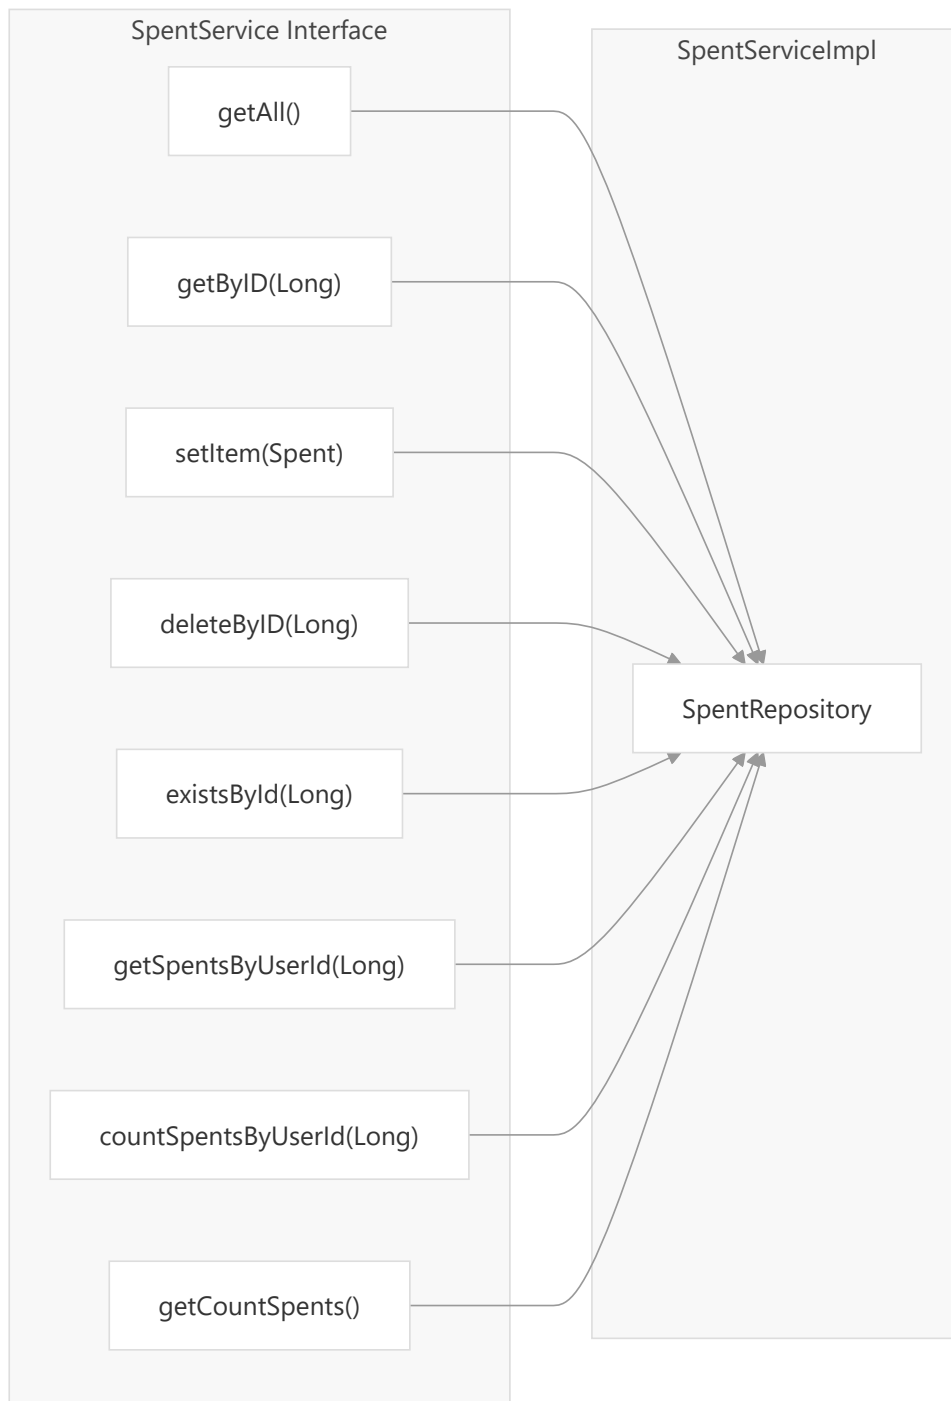 SpentService Interface
SpentServiceImpl
getAll()
getByID(Long)
setItem(Spent)
deleteByID(Long)
SpentRepository
existsById(Long)
getSpentsByUserId(Long)
countSpentsByUserId(Long)
getCountSpents()